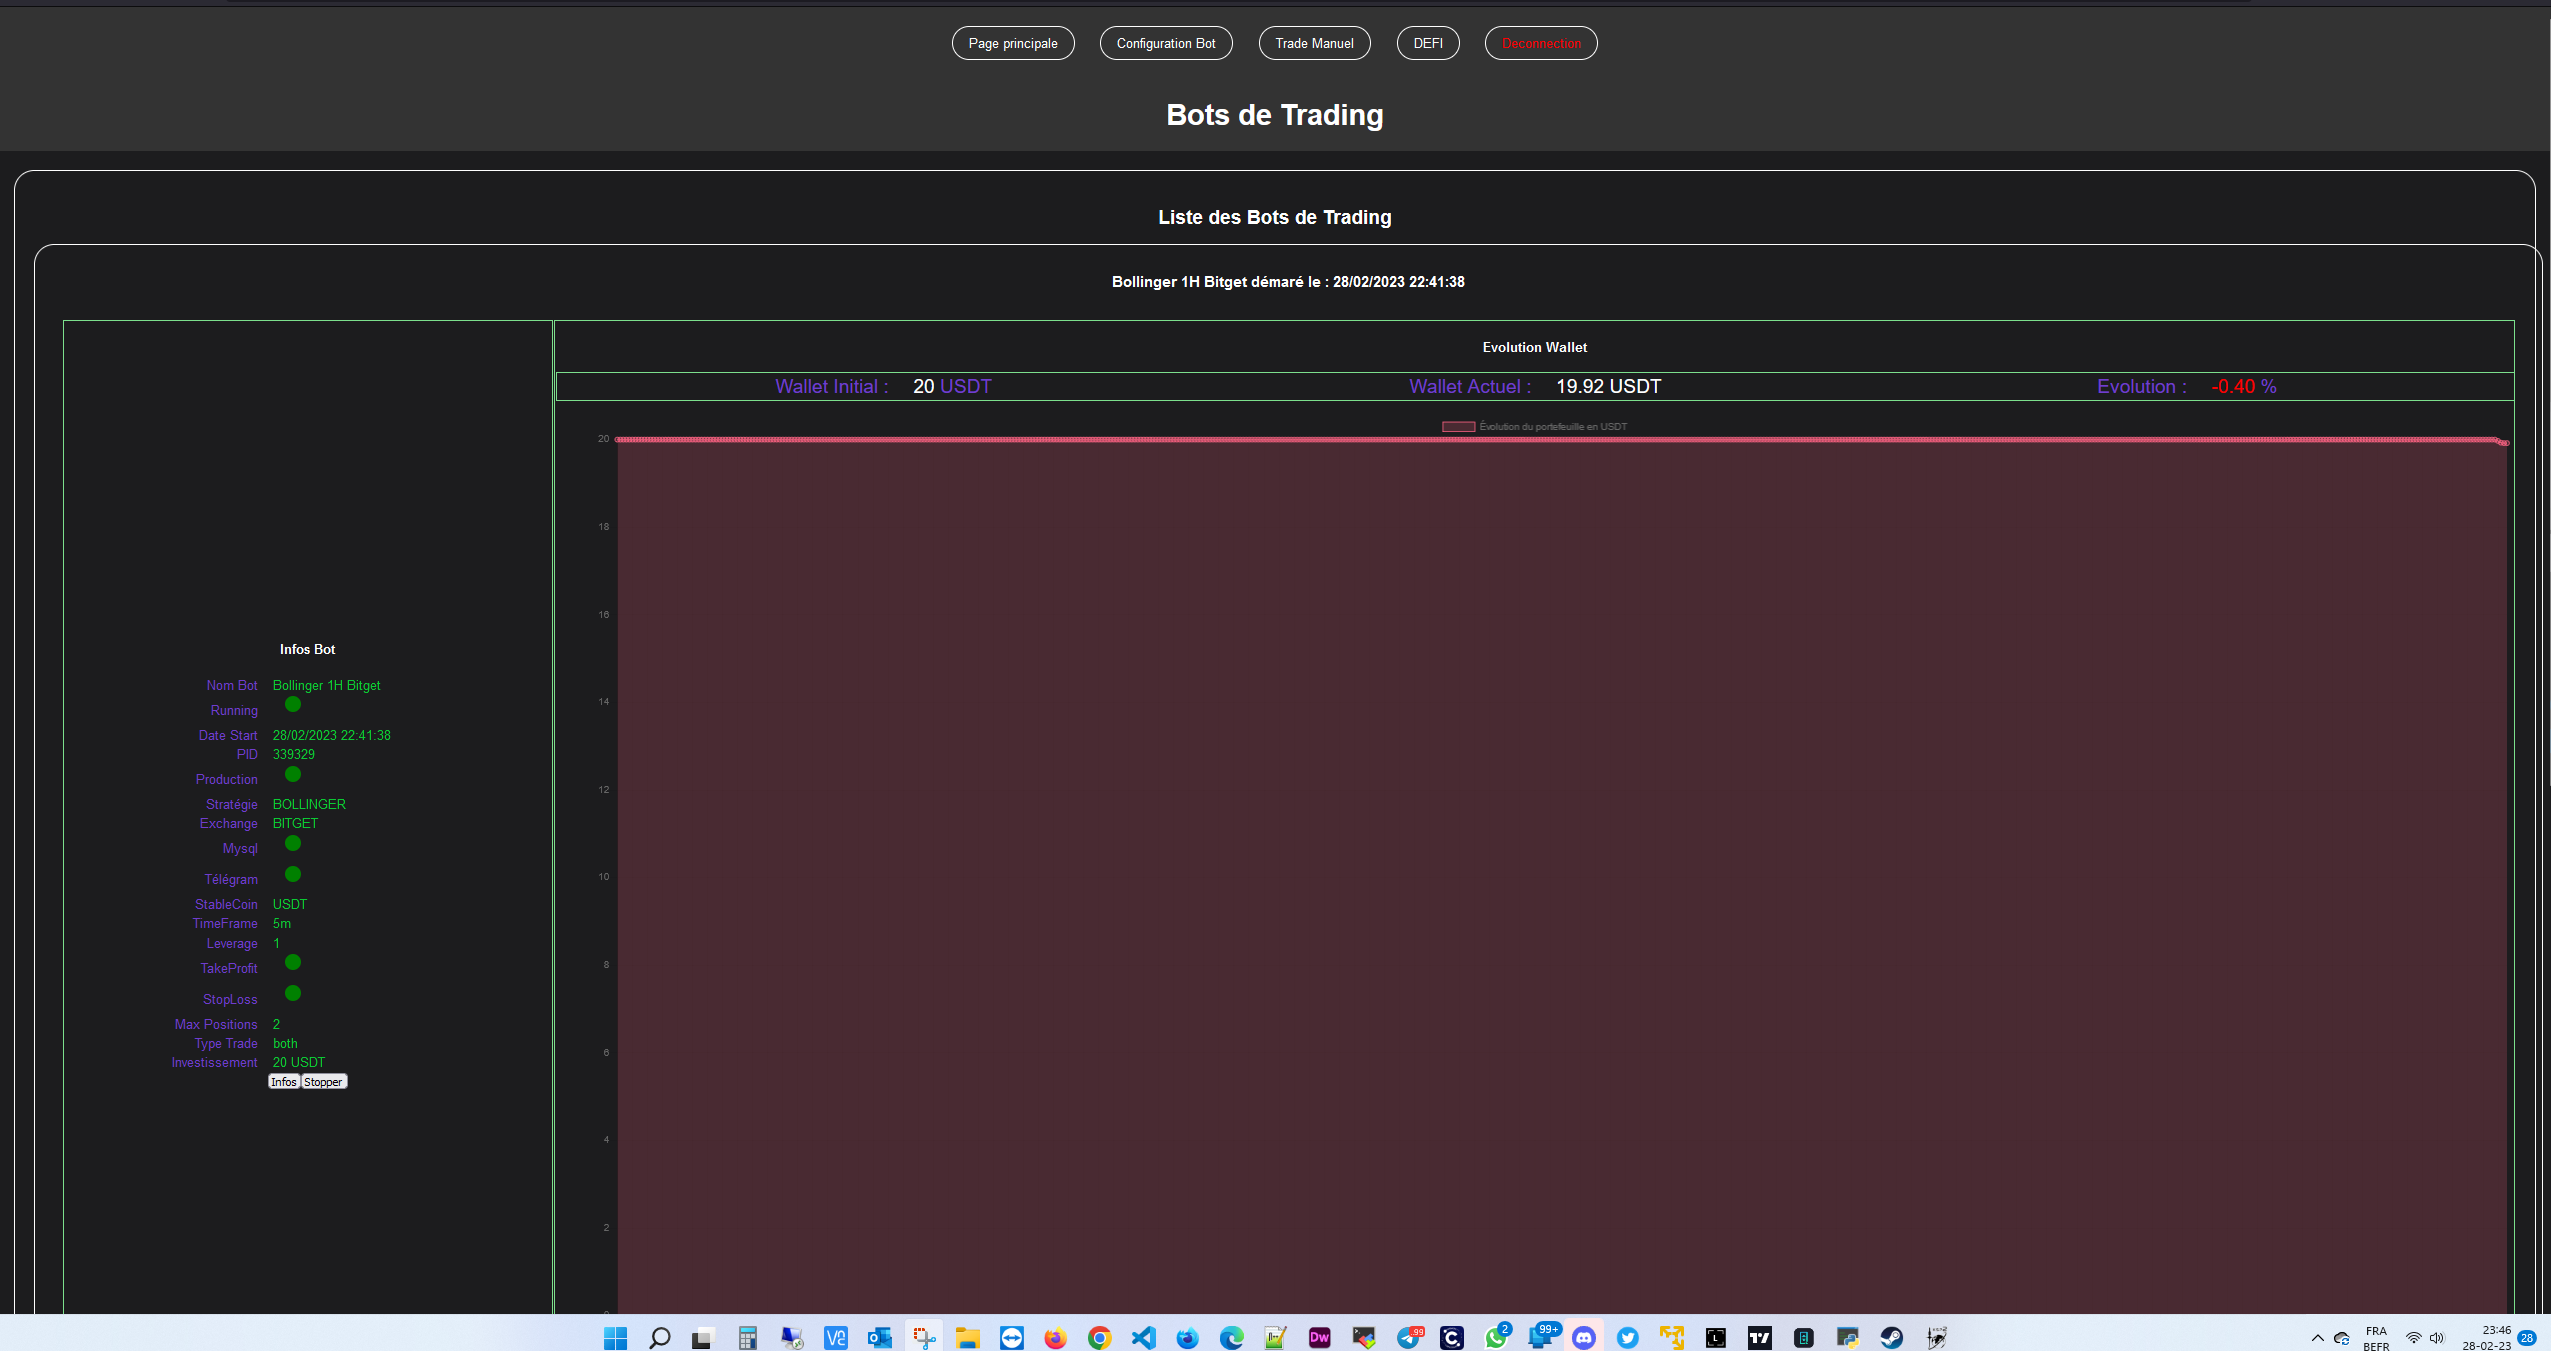 Page principale
Configuration Bot
Trade Manuel
DEFI
Deconnection
Bots de Trading
Liste des Bots de Trading
Bollinger 1H Bitget démaré le : 28/02/2023 22:41:38
Evolution Wallet
Wallet Initial : 20 USDT
Wallet Actuel : 19.92 USDT
Evolution : -0.40 %
Évolution du portefeuille en USDT
20
18
16
14
12
10
8
6
4
2
Infos Bot
Nom Bot Bollinger 1H Bitget
Running
Date Start 28/02/2023 22:41:38
PID 339329
Production
Stratégie BOLLINGER
Exchange BITGET
Mysql
Télégram
StableCoin USDT
TimeFrame 5m
Leverage 1
TakeProfit
StopLoss
Max Positions 2
Type Trade both
Investissement 20 USDT
Infos Stopper
Dw
99
2
99+
FRA
BEFR
23:46
28-02-23
28